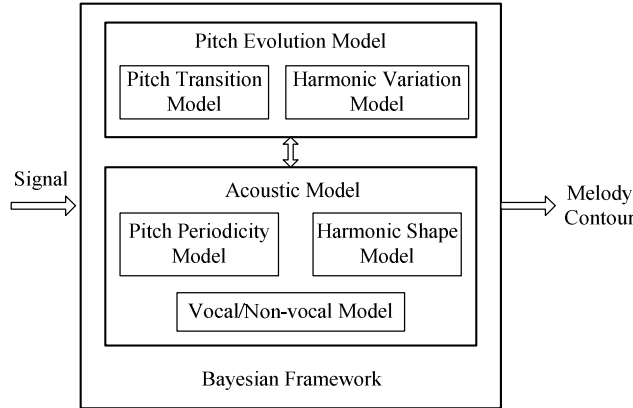 Pitch Evolution Model
Pitch Transition
Model
Harmonic Variation
Model
Signal
Acoustic Model
Pitch Periodicity
Model
Harmonic Shape
Model
Vocal/Non-vocal Model
Melody
Contour
Bayesian Framework